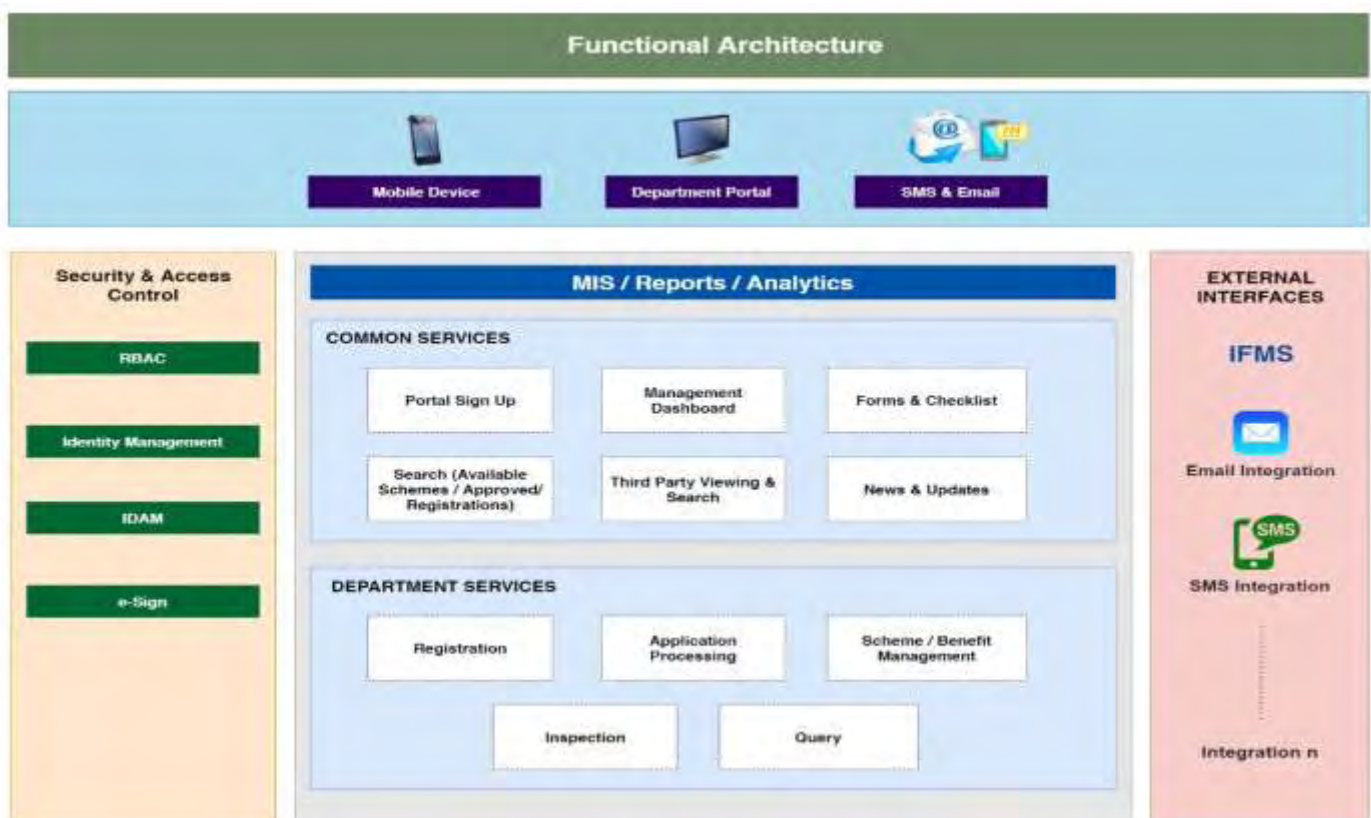 Functional Architecture
@
Mobile Device
Department Portal
SMS & Email
Security & Access
Control
RBAC
Identity Management
IDAM
e-Sign
MIS / Reports / Analytics
COMMON SERVICES
Portal Sign Up
Management
Dashboard
Forms & Checklist
Search (Available
Schemes / Approved/
Registrations)
Third Party Viewing &
Search
News & Updates
DEPARTMENT SERVICES
Registration
Application
Processing
Scheme / Benefit
Management
Inspection
Query
EXTERNAL
INTERFACES
IFMS
Email Integration
SMS
SMS Integration
Integration n